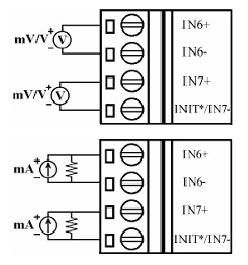 IN6+
mV/V + V -
IN6-
IN7+
mV/V + V -
INIT*/IN7-
IN6+
mA + -
IN6-
IN7+
mA + -
INIT*/IN7-